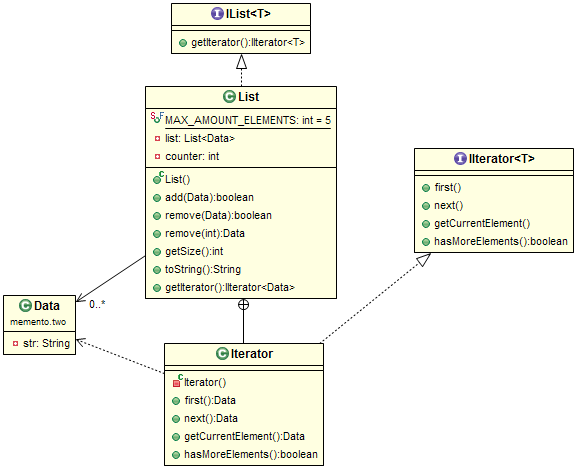 IList<T>
getIterator():IIterator<T>
List
MAX_AMOUNT_ELEMENTS: int = 5
list: List<Data>
counter: int
List()
add(Data):boolean
remove(Data):boolean
remove(int):Data
getSize():int
toString():String
getIterator():IIterator<Data>
IIterator<T>
first()
next()
getCurrentElement()
hasMoreElements():boolean
0..*
Data
memento.two
str: String
Iterator
Iterator()
first():Data
next():Data
getCurrentElement():Data
hasMoreElements():boolean